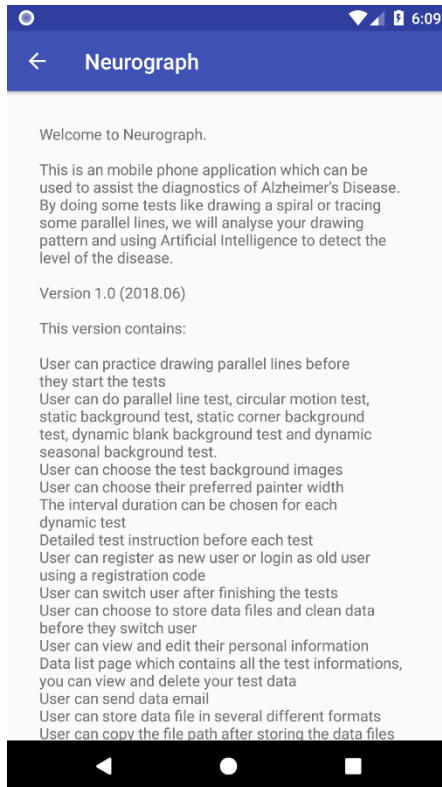 6:09
Neurograph
Welcome to Neurograph.
This is an mobile phone application which can be
used to assist the diagnostics of Alzheimer's Disease.
By doing some tests like drawing a spiral or tracing
some parallel lines, we will analyse your drawing
pattern and using Artificial Intelligence to detect the
level of the disease.
Version 1.0 (2018.06)
This version contains:
User can practice drawing parallel lines before
they start the tests
User can do parallel line test, circular motion test,
static background test, static corner background
test, dynamic blank background test and dynamic
seasonal background test.
User can choose the test background images
User can choose their preferred painter width
The interval duration can be chosen for each
dynamic test
Detailed test instruction before each test
User can register as new user or login as old user
using a registration code
User can switch user after finishing the tests
User can choose to store data files and clean data
before they switch user
User can view and edit their personal information
Data list page which contains all the test informations,
you can view and delete your test data
User can send data email
User can store data file in several different formats
User can copy the file path after storing the data files